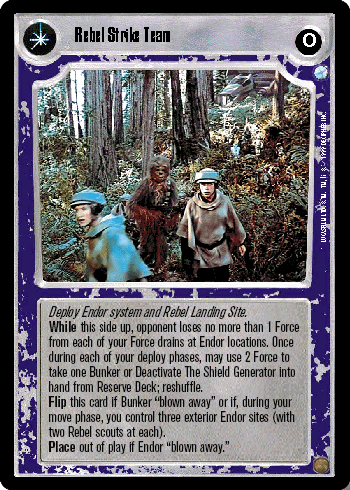 Rebel Strike Team
0
Deploy Endor system and Rebel Landing Site.
While this side up, opponent loses no more than 1 Force
from each of your Force drains at Endor locations. Once
during each of your deploy phases, may use 2 Force to
take one Bunker or Deactivate The Shield Generator into
hand from Reserve Deck; reshuffle.
Flip this card if Bunker “blown away” or if, during your
move phase, you control three exterior Endor sites (with
two Rebel scouts at each).
Place out of play if Endor “blown away.”